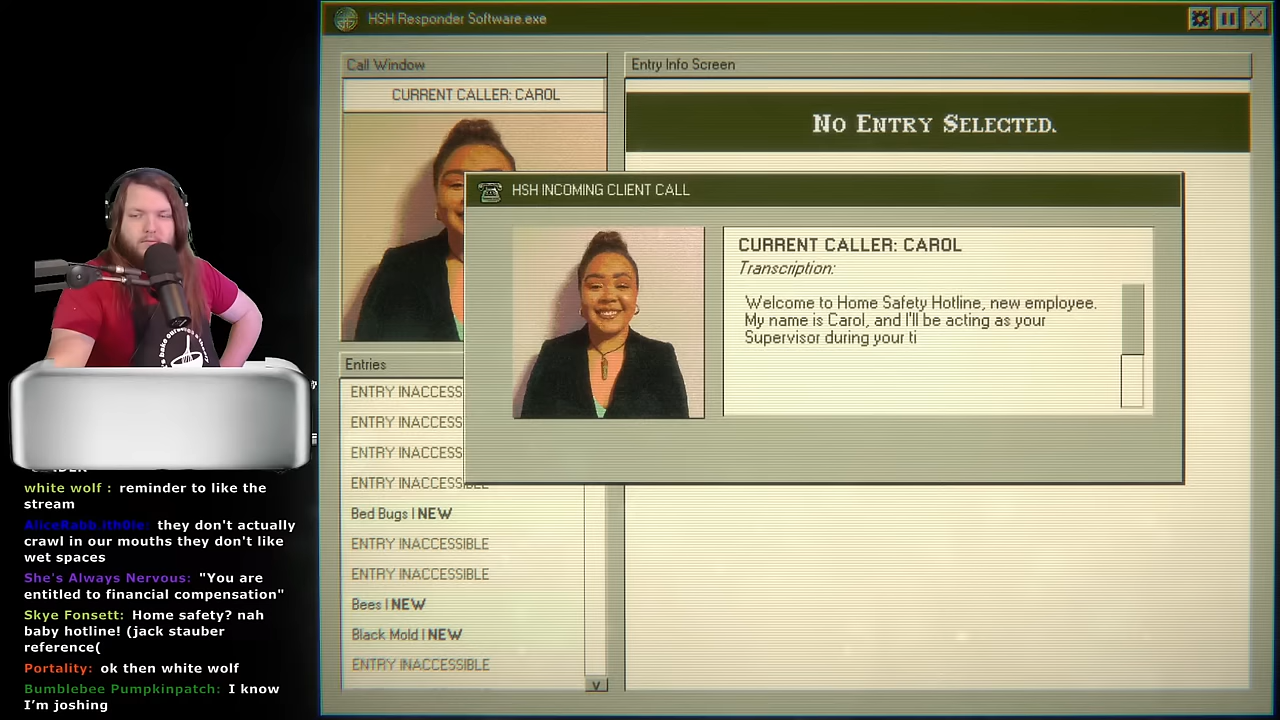 HSH Responder Software.exe
Call Window
CURRENT CALLER: CAROL
Entry Info Screen
No Entry Selected.
HSH INCOMING CLIENT CALL
CURRENT CALLER: CAROL
Transcription:
Welcome to Home Safety Hotline, new employee.
My name is Carol, and I'll be acting as your
Supervisor during your ti
Entries
ENTRY INACCESS
ENTRY INACCESS
ENTRY INACCESS
ENTRY INACCESSIBLE
Bed Bugs | NEW
ENTRY INACCESSIBLE
ENTRY INACCESSIBLE
Bees | NEW
Black Mold | NEW
ENTRY INACCESSIBLE
V
white wolf : reminder to like the
stream
they don't actually
crawl in our mouths they don't like
wet spaces
She's Always Nervous: "You are
entitled to financial compensation"
Skye Fonsett: Home safety? nah
baby hotline! (jack stauber
reference(
Portality: ok then white wolf
Bumblebee Pumpkinpatch: I know
I'm joshing